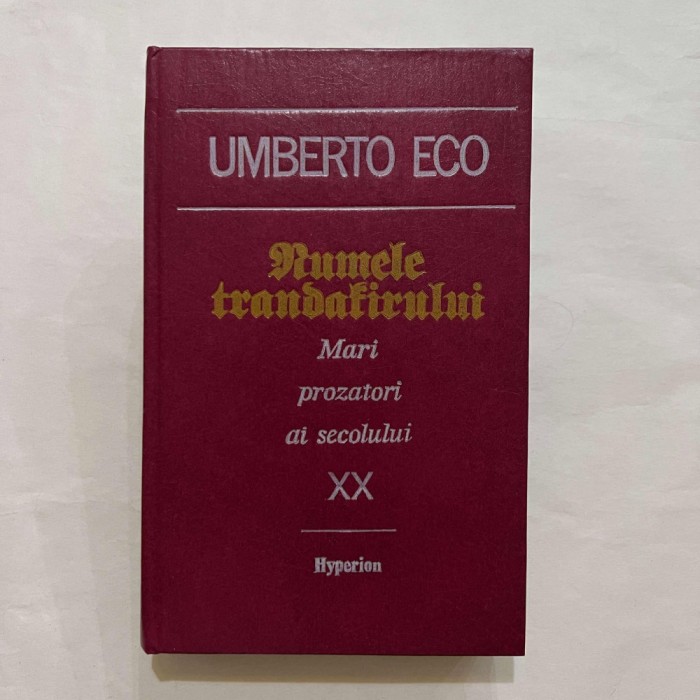 UMBERTO ECO
Numele
trandafirului
Mari
prozatori
ai secolului
XX
Hyperion